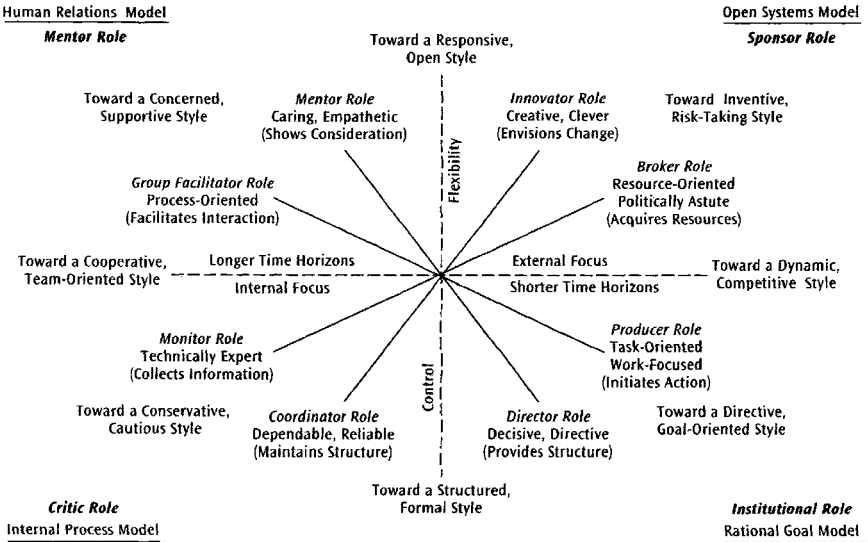 Human Relations Model
Mentor Role
Open Systems Model
Sponsor Role
Toward a Responsive,
Open Style
Toward a Concerned,
Supportive Style
Mentor Role
Caring, Empathetic
(Shows Consideration)
Innovator Role
Creative, Clever
(Envisions Change)
Toward Inventive,
Risk-Taking Style
Flexibility
Group Facilitator Role
Process-Oriented
(Facilitates Interaction)
Broker Role
Resource-Oriented
Politically Astute
(Acquires Resources)
Toward a Cooperative,
Team-Oriented Style
Longer Time Horizons
Internal Focus
External Focus
Shorter Time Horizons
Toward a Dynamic,
Competitive Style
Monitor Role
Technically Expert
(Collects Information)
Producer Role
Task-Oriented
Work-Focused
(Initiates Action)
Control
Toward a Conservative,
Cautious Style
Coordinator Role
Dependable, Reliable
(Maintains Structure)
Director Role
Decisive, Directive
(Provides Structure)
Toward a Directive,
Goal-Oriented Style
Toward a Structured,
Formal Style
Critic Role
Internal Process Model
Institutional Role
Rational Goal Model